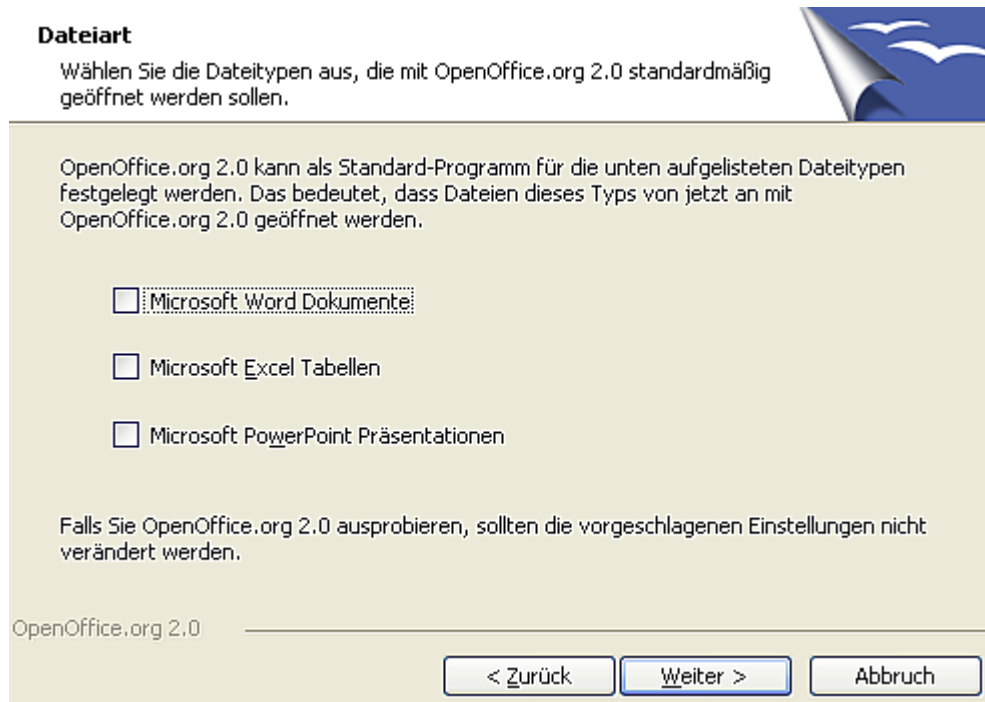 Dateiart
Wählen Sie die Dateitypen aus, die mit OpenOffice.org 2.0 standardmäßig
geöffnet werden sollen.
OpenOffice.org 2.0 kann als Standard-Programm für die unten aufgelisteten Dateitypen
festgelegt werden. Das bedeutet, dass Dateien dieses Typs von jetzt an mit
OpenOffice.org 2.0 geöffnet werden.
Microsoft Word Dokumente
Microsoft Excel Tabellen
Microsoft PowerPoint Präsentationen
Falls Sie OpenOffice.org 2.0 ausprobieren, sollten die vorgeschlagenen Einstellungen nicht
verändert werden.
OpenOffice.org 2.0
< Zurück Weiter > Abbruch